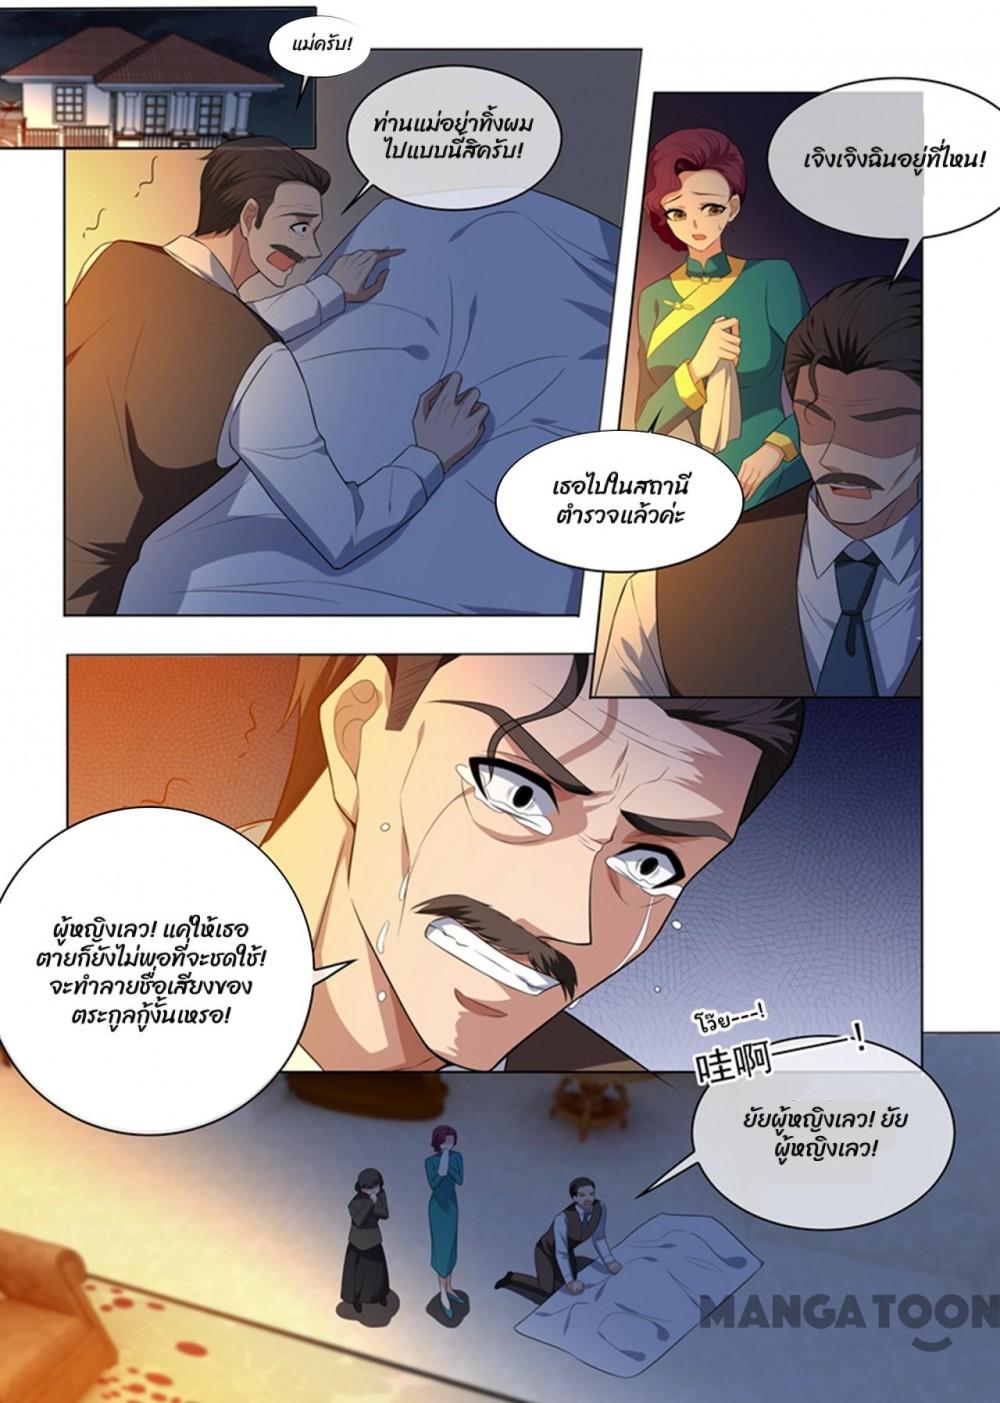 แม่ครับ!
ท่านแม่อย่าทิ้งผม
ไปแบบนี้สิครับ!
เจิงเจิงฉินอยู่ที่ไหน!
เธอไปในสถานี
ตำรวจแล้วค่ะ
ผู้หญิงเลว! แค่ให้เธอ
ตายก็ยังไม่พอที่จะชดใช้!
จะทำลายชื่อเสียงของ
ตระกูลกู้งั้นเหรอ!
โว๊ย---!
哇啊——!
ยัยผู้หญิงเลว! ยัย
ผู้หญิงเลว!
MANGATOON